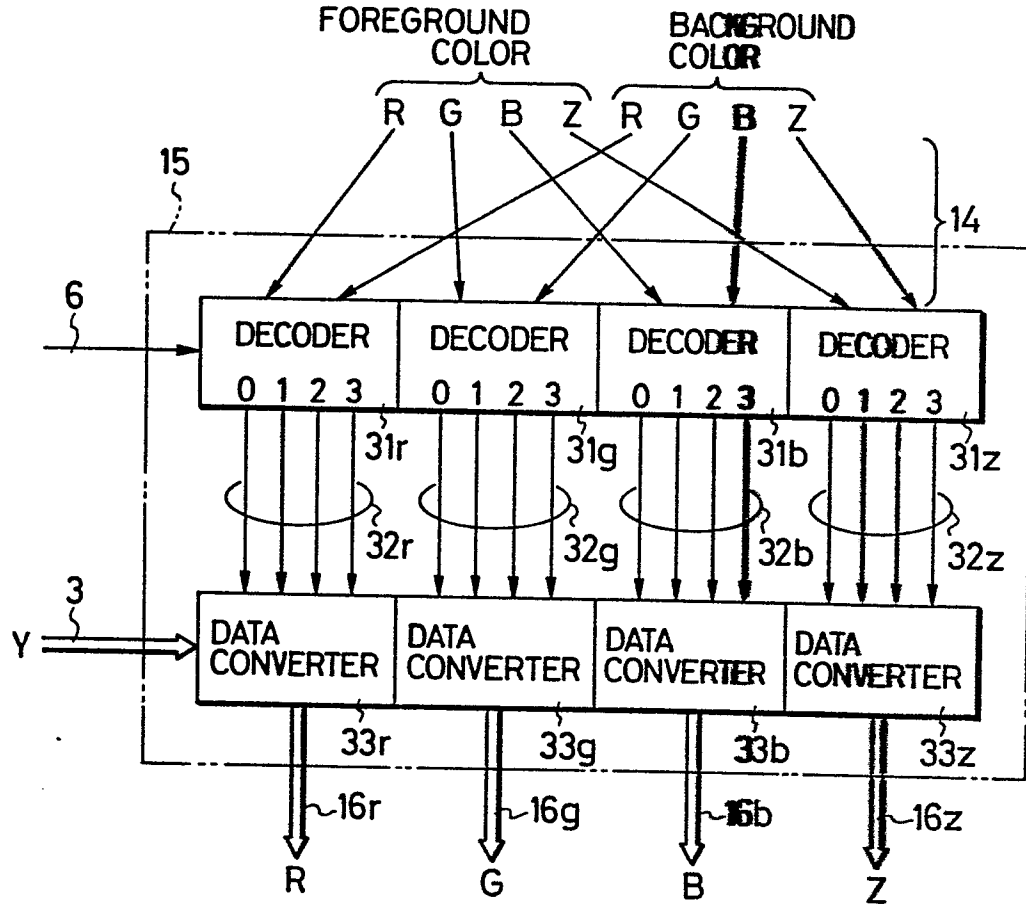 FOREGROUND COLOR
BACKGROUND COLOR
R G B Z R G B Z
15
14
6
DECODER DECODER DECODER DECODER
0 1 2 3 0 1 2 3 0 1 2 3 0 1 2 3
31r 31g 31b 31z
32r 32g 32b 32z
3
Y
DATA CONVERTER DATA CONVERTER DATA CONVERTER DATA CONVERTER
33r 33g 33b 33z
16r 16g 16b 16z
R G B Z